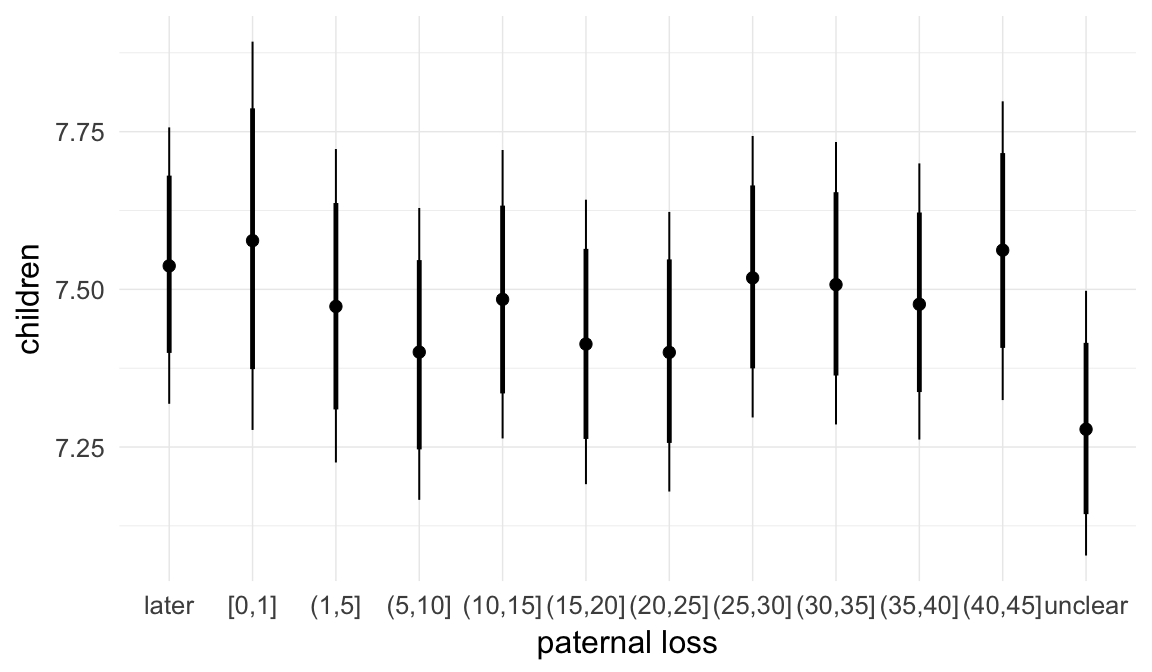 children
7.75
7.50
7.25
later [0,1] (1,5] (5,10] (10,15] (15,20] (20,25] (25,30] (30,35] (35,40] (40,45] unclear
paternal loss